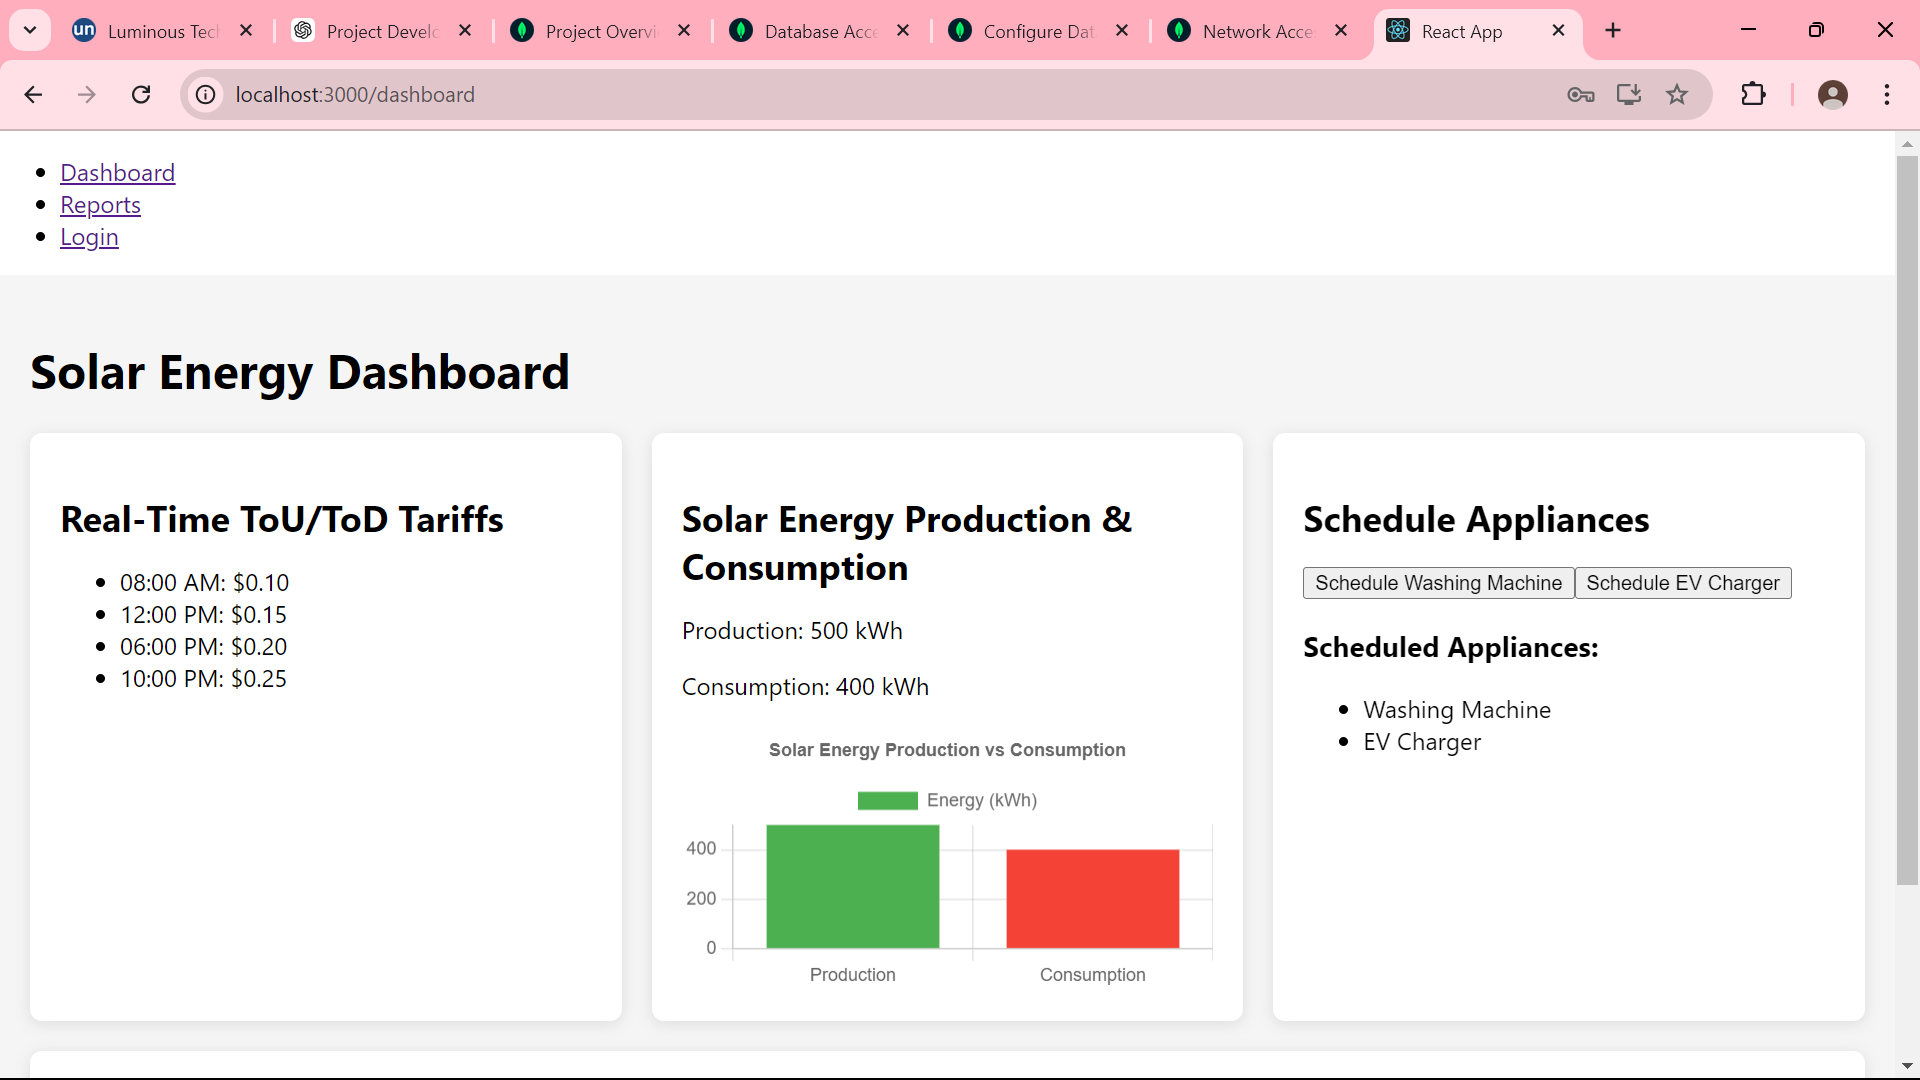 un Luminous Tec
Project Develo
Project Overvi
Database Acce
Configure Dat
Network Acce
React App
localhost:3000/dashboard
Dashboard
Reports
Login
Solar Energy Dashboard
Real-Time ToU/ToD Tariffs
08:00 AM: $0.10
12:00 PM: $0.15
06:00 PM: $0.20
10:00 PM: $0.25
Solar Energy Production &
Consumption
Production: 500 kWh
Consumption: 400 kWh
Solar Energy Production vs Consumption
Energy (kWh)
400
200
0
Production
Consumption
Schedule Appliances
Schedule Washing Machine
Schedule EV Charger
Scheduled Appliances:
Washing Machine
EV Charger